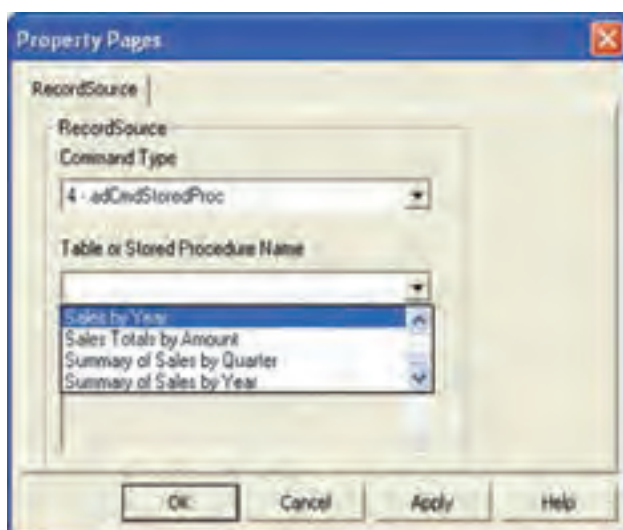 Property Pages
RecordSource
RecordSource
Command Type
4 - adCmdStoredProc
Table or Stored Procedure Name
Sales by Year
Sales Totals by Amount
Summary of Sales by Quarter
Summary of Sales by Year
OK
Cancel
Apply
Help